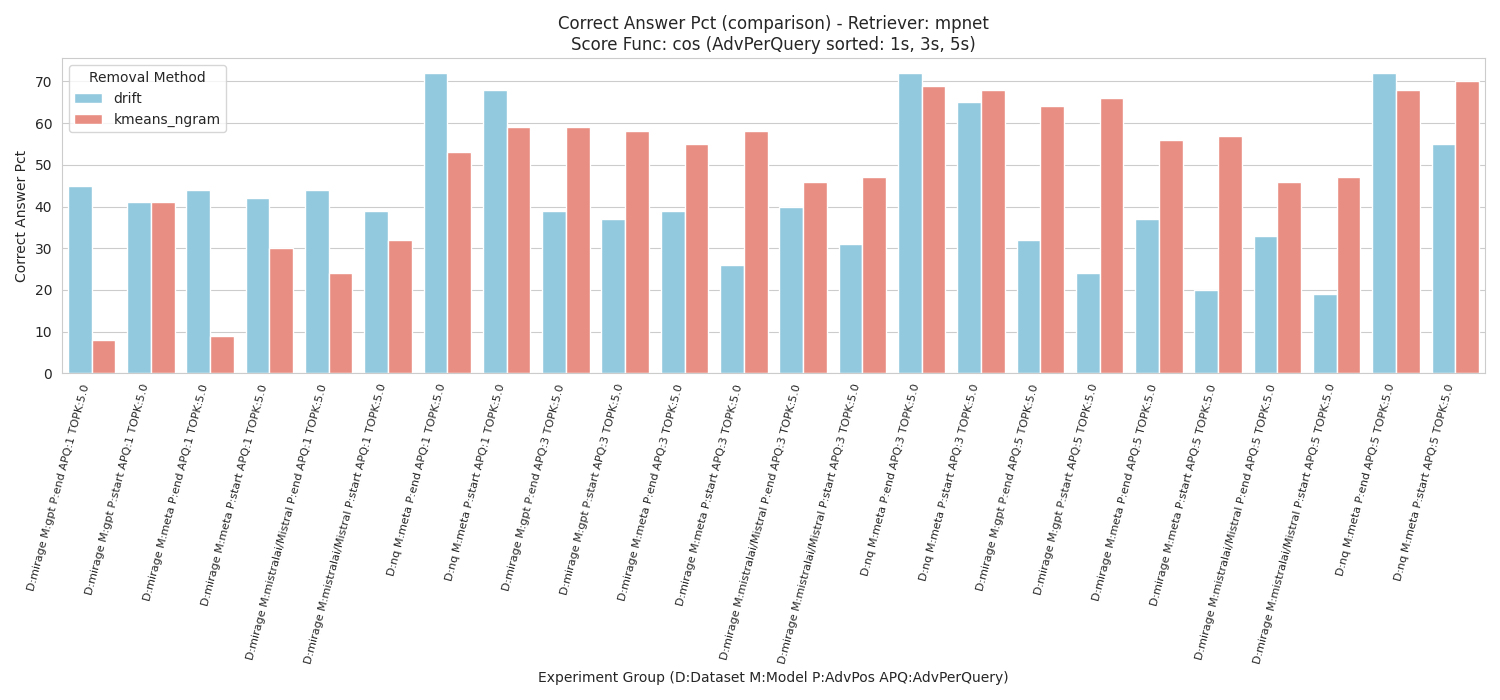 Correct Answer Pct (comparison) - Retriever: mpnet
Score Func: cos (AdvPerQuery sorted: 1s, 3s, 5s)
Removal Method
drift
kmeans_ngram
Correct Answer Pct
70
60
50
40
30
20
10
0
D:mirage M:gpt P:end APQ:1 TOPK:5.0
D:mirage M:gpt P:start APQ:1 TOPK:5.0
D:mirage M:meta P:end APQ:1 TOPK:5.0
D:mirage M:meta P:start APQ:1 TOPK:5.0
D:mirage M:mistralai/Mistral P:end APQ:1 TOPK:5.0
D:mirage M:mistralai/Mistral P:start APQ:1 TOPK:5.0
D:nq M:meta P:end APQ:1 TOPK:5.0
D:nq M:meta P:start APQ:1 TOPK:5.0
D:mirage M:gpt P:end APQ:3 TOPK:5.0
D:mirage M:gpt P:start APQ:3 TOPK:5.0
D:mirage M:meta P:end APQ:3 TOPK:5.0
D:mirage M:meta P:start APQ:3 TOPK:5.0
D:mirage M:mistralai/Mistral P:end APQ:3 TOPK:5.0
D:mirage M:mistralai/Mistral P:start APQ:3 TOPK:5.0
D:nq M:meta P:end APQ:3 TOPK:5.0
D:nq M:meta P:start APQ:3 TOPK:5.0
D:mirage M:gpt P:end APQ:5 TOPK:5.0
D:mirage M:gpt P:start APQ:5 TOPK:5.0
D:mirage M:meta P:end APQ:5 TOPK:5.0
D:mirage M:meta P:start APQ:5 TOPK:5.0
D:mirage M:mistralai/Mistral P:end APQ:5 TOPK:5.0
D:mirage M:mistralai/Mistral P:start APQ:5 TOPK:5.0
D:nq M:meta P:end APQ:5 TOPK:5.0
D:nq M:meta P:start APQ:5 TOPK:5.0
Experiment Group (D:Dataset M:Model P:AdvPos APQ:AdvPerQuery)